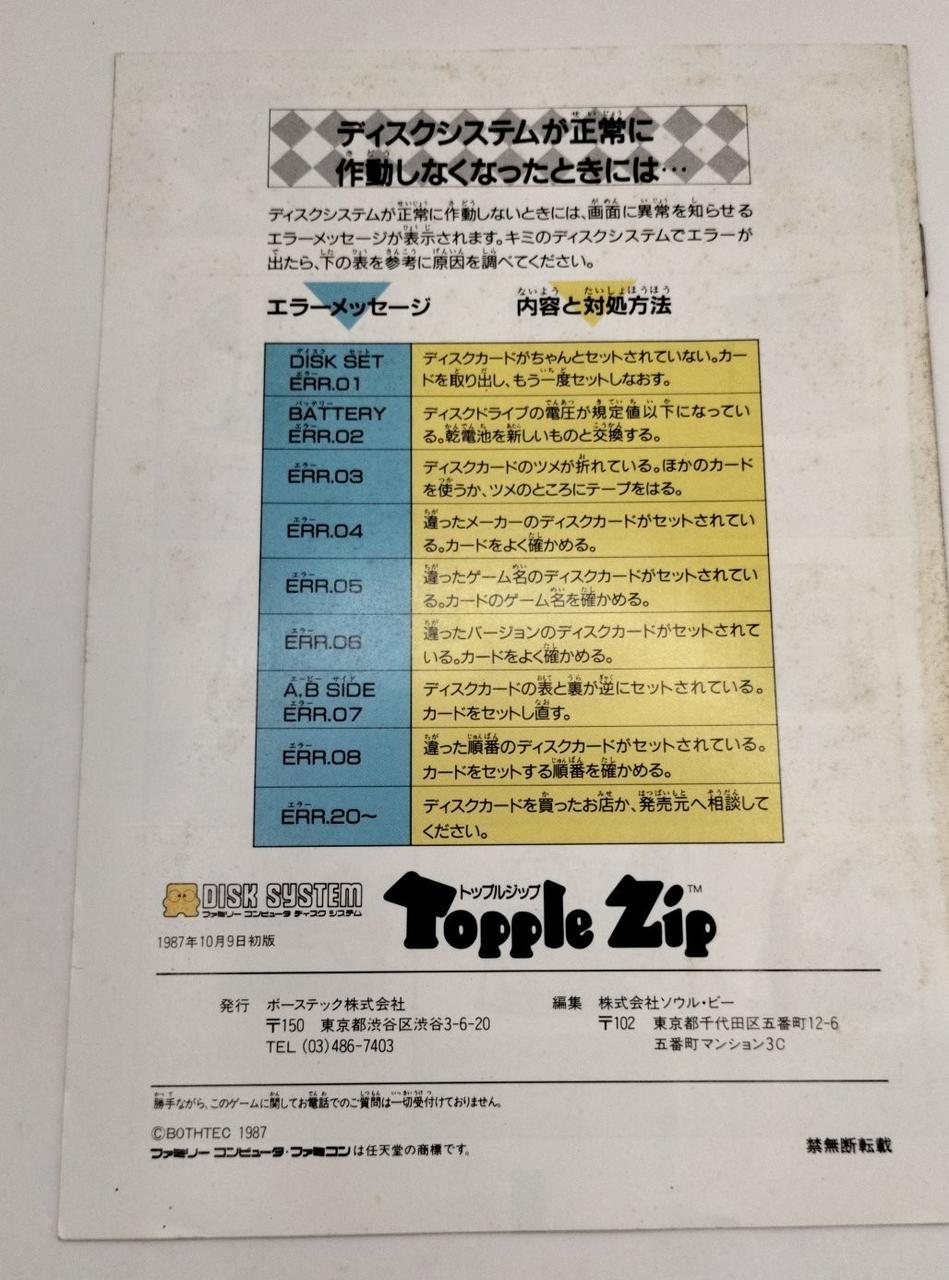 ディスクシステムが正常に
作動しなくなったときには…
ディスクシステムが正常に作動しないときには、画面に異常を知らせる
エラーメッセージが表示されます。キミのディスクシステムでエラーが
出たら、下の表を参考に原因を調べてください。
エラーメッセージ 内容と対処方法
DISK SET
ERR.01
ディスクカードがちゃんとセットされていない。カー
ドを取り出し、もう一度セットしなおす。
BATTERY
ERR.02
ディスクドライブの電圧が規定値以下になってい
る。乾電池を新しいものと交換する。
ERR.03
ディスクカードのツメが折れている。ほかのカード
を使うか、ツメのところにテープをはる。
ERR.04
違ったメーカーのディスクカードがセットされてい
る。カードをよく確かめる。
ERR.05
違ったゲーム名のディスクカードがセットされてい
る。カードのゲーム名を確かめる。
ERR.06
違ったバージョンのディスクカードがセットされて
いる。カードをよく確かめる。
A,B SIDE
ERR.07
ディスクカードの表と裏が逆にセットされている。
カードをセットし直す。
ERR.08
違った順番のディスクカードがセットされている。
カードをセットする順番を確かめる。
ERR.20〜
ディスクカードを買ったお店か、発売元へ相談して
ください。
DISK SYSTEM
ファミリー コンピュータ ディスク システム
トップルジップ
Topple Zip™
1987年10月9日初版
発行 ボーステック株式会社
〒150 東京都渋谷区渋谷3-6-20
TEL (03)486-7403
編集 株式会社ソウル・ビー
〒102 東京都千代田区五番町12-6
五番町マンション3C
勝手ながら、このゲームに関してお電話でのご質問は一切受付けておりません。
©BOTHTEC 1987
ファミリー コンピュータ・ファミコンは任天堂の商標です。
禁無断転載